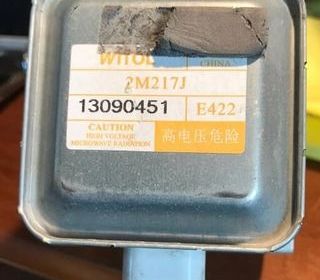 WITOL
CHINA
2M217J
13090451
E422
CAUTION
HIGH VOLTAGE
MICROWAVE RADIATION
高电压危险